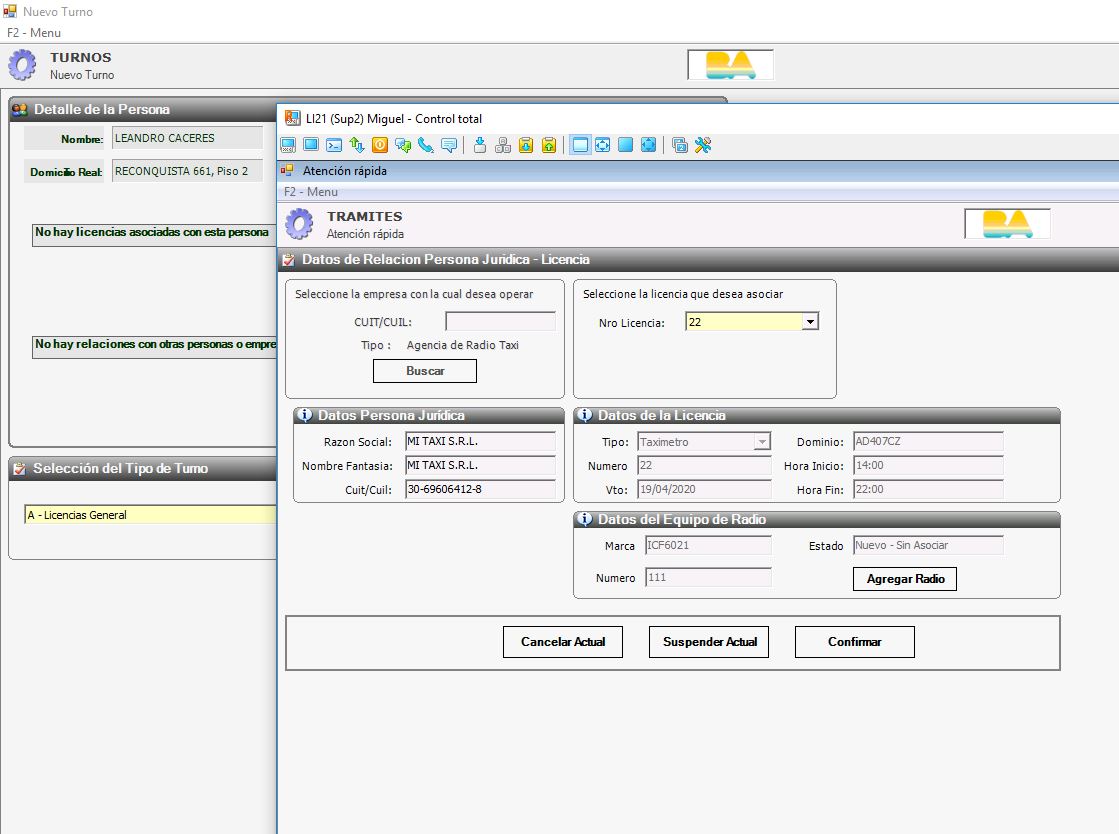 Nuevo Turno
F2 - Menu
TURNOS
Nuevo Turno
BA
Detalle de la Persona
Nombre: LEANDRO CACERES
Domicilio Real: RECONQUISTA 661, Piso 2
No hay licencias asociadas con esta persona
No hay relaciones con otras personas o empre
Selección del Tipo de Turno
A - Licencias General
LI21 (Sup2) Miguel - Control total
Atención rápida
F2 - Menu
TRAMITES
Atención rápida
BA
Datos de Relacion Persona Juridica - Licencia
Seleccione la empresa con la cual desea operar
CUIT/CUIL:
Tipo : Agencia de Radio Taxi
Buscar
Seleccione la licencia que desea asociar
Nro Licencia: 22
Datos Persona Jurídica
Razon Social: MI TAXI S.R.L.
Nombre Fantasia: MI TAXI S.R.L.
Cuit/Cuil: 30-69606412-8
Datos de la Licencia
Tipo: Taximetro Dominio: AD407CZ
Numero 22 Hora Inicio: 14:00
Vto: 19/04/2020 Hora Fin: 22:00
Datos del Equipo de Radio
Marca ICF6021 Estado Nuevo - Sin Asociar
Numero 111 Agregar Radio
Cancelar Actual Suspender Actual Confirmar